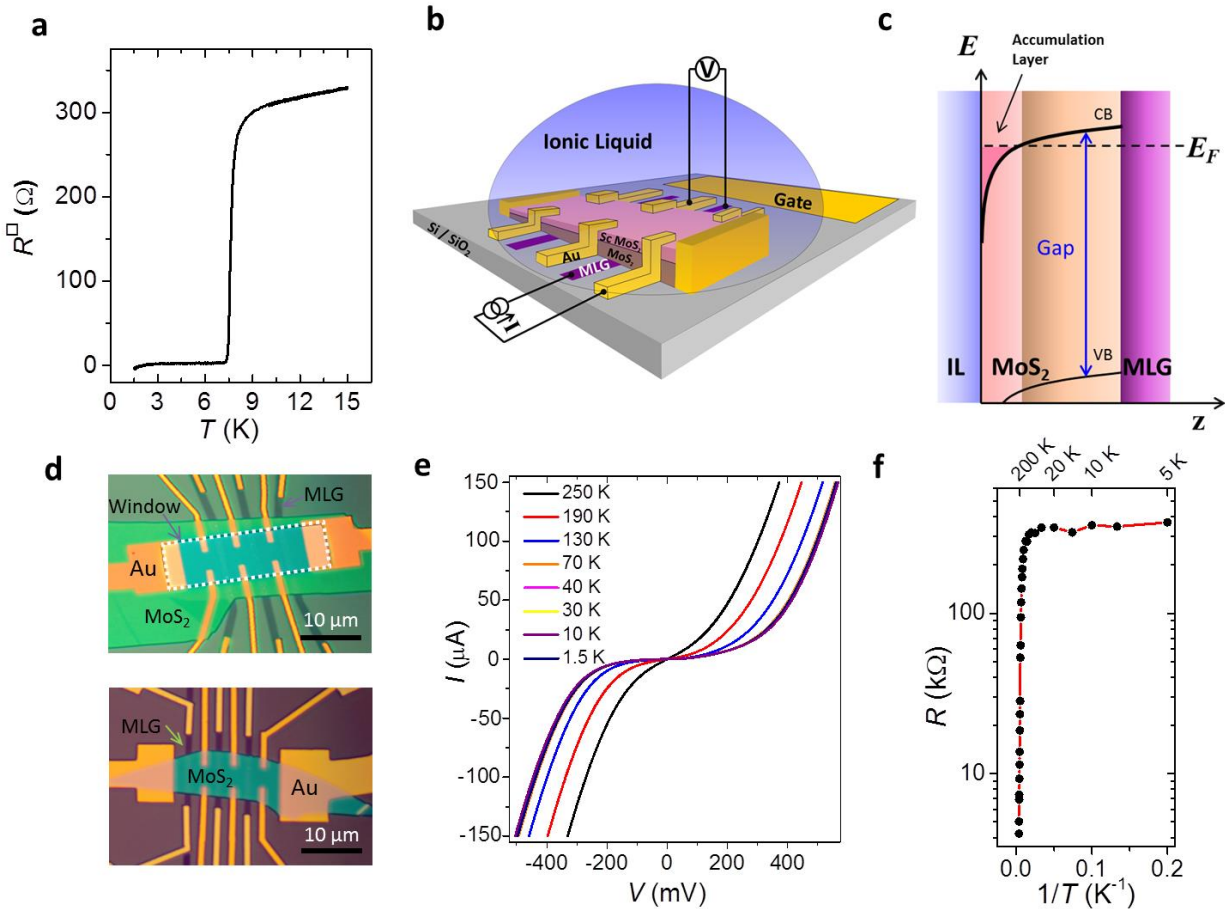 a
R□ (Ω)
300
200
100
0
0 3 6 9 12 15
T (K)
b
V
Ionic Liquid
Gate
Si / SiO2
Sc MoS2
MoS2
Au
MLG
I
c
E
Accumulation
Layer
CB
EF
Gap
VB
IL MoS2 MLG
z
d
Window
MLG
Au
MoS2
10 µm
MLG
MoS2
Au
10 µm
e
I (µA)
150
100
50
0
-50
-100
-150
250 K
190 K
130 K
70 K
40 K
30 K
10 K
1.5 K
-400 -200 0 200 400
V (mV)
f
200 K 20 K 10 K 5 K
R (kΩ)
100
10
0.0 0.1 0.2
1/T (K-1)